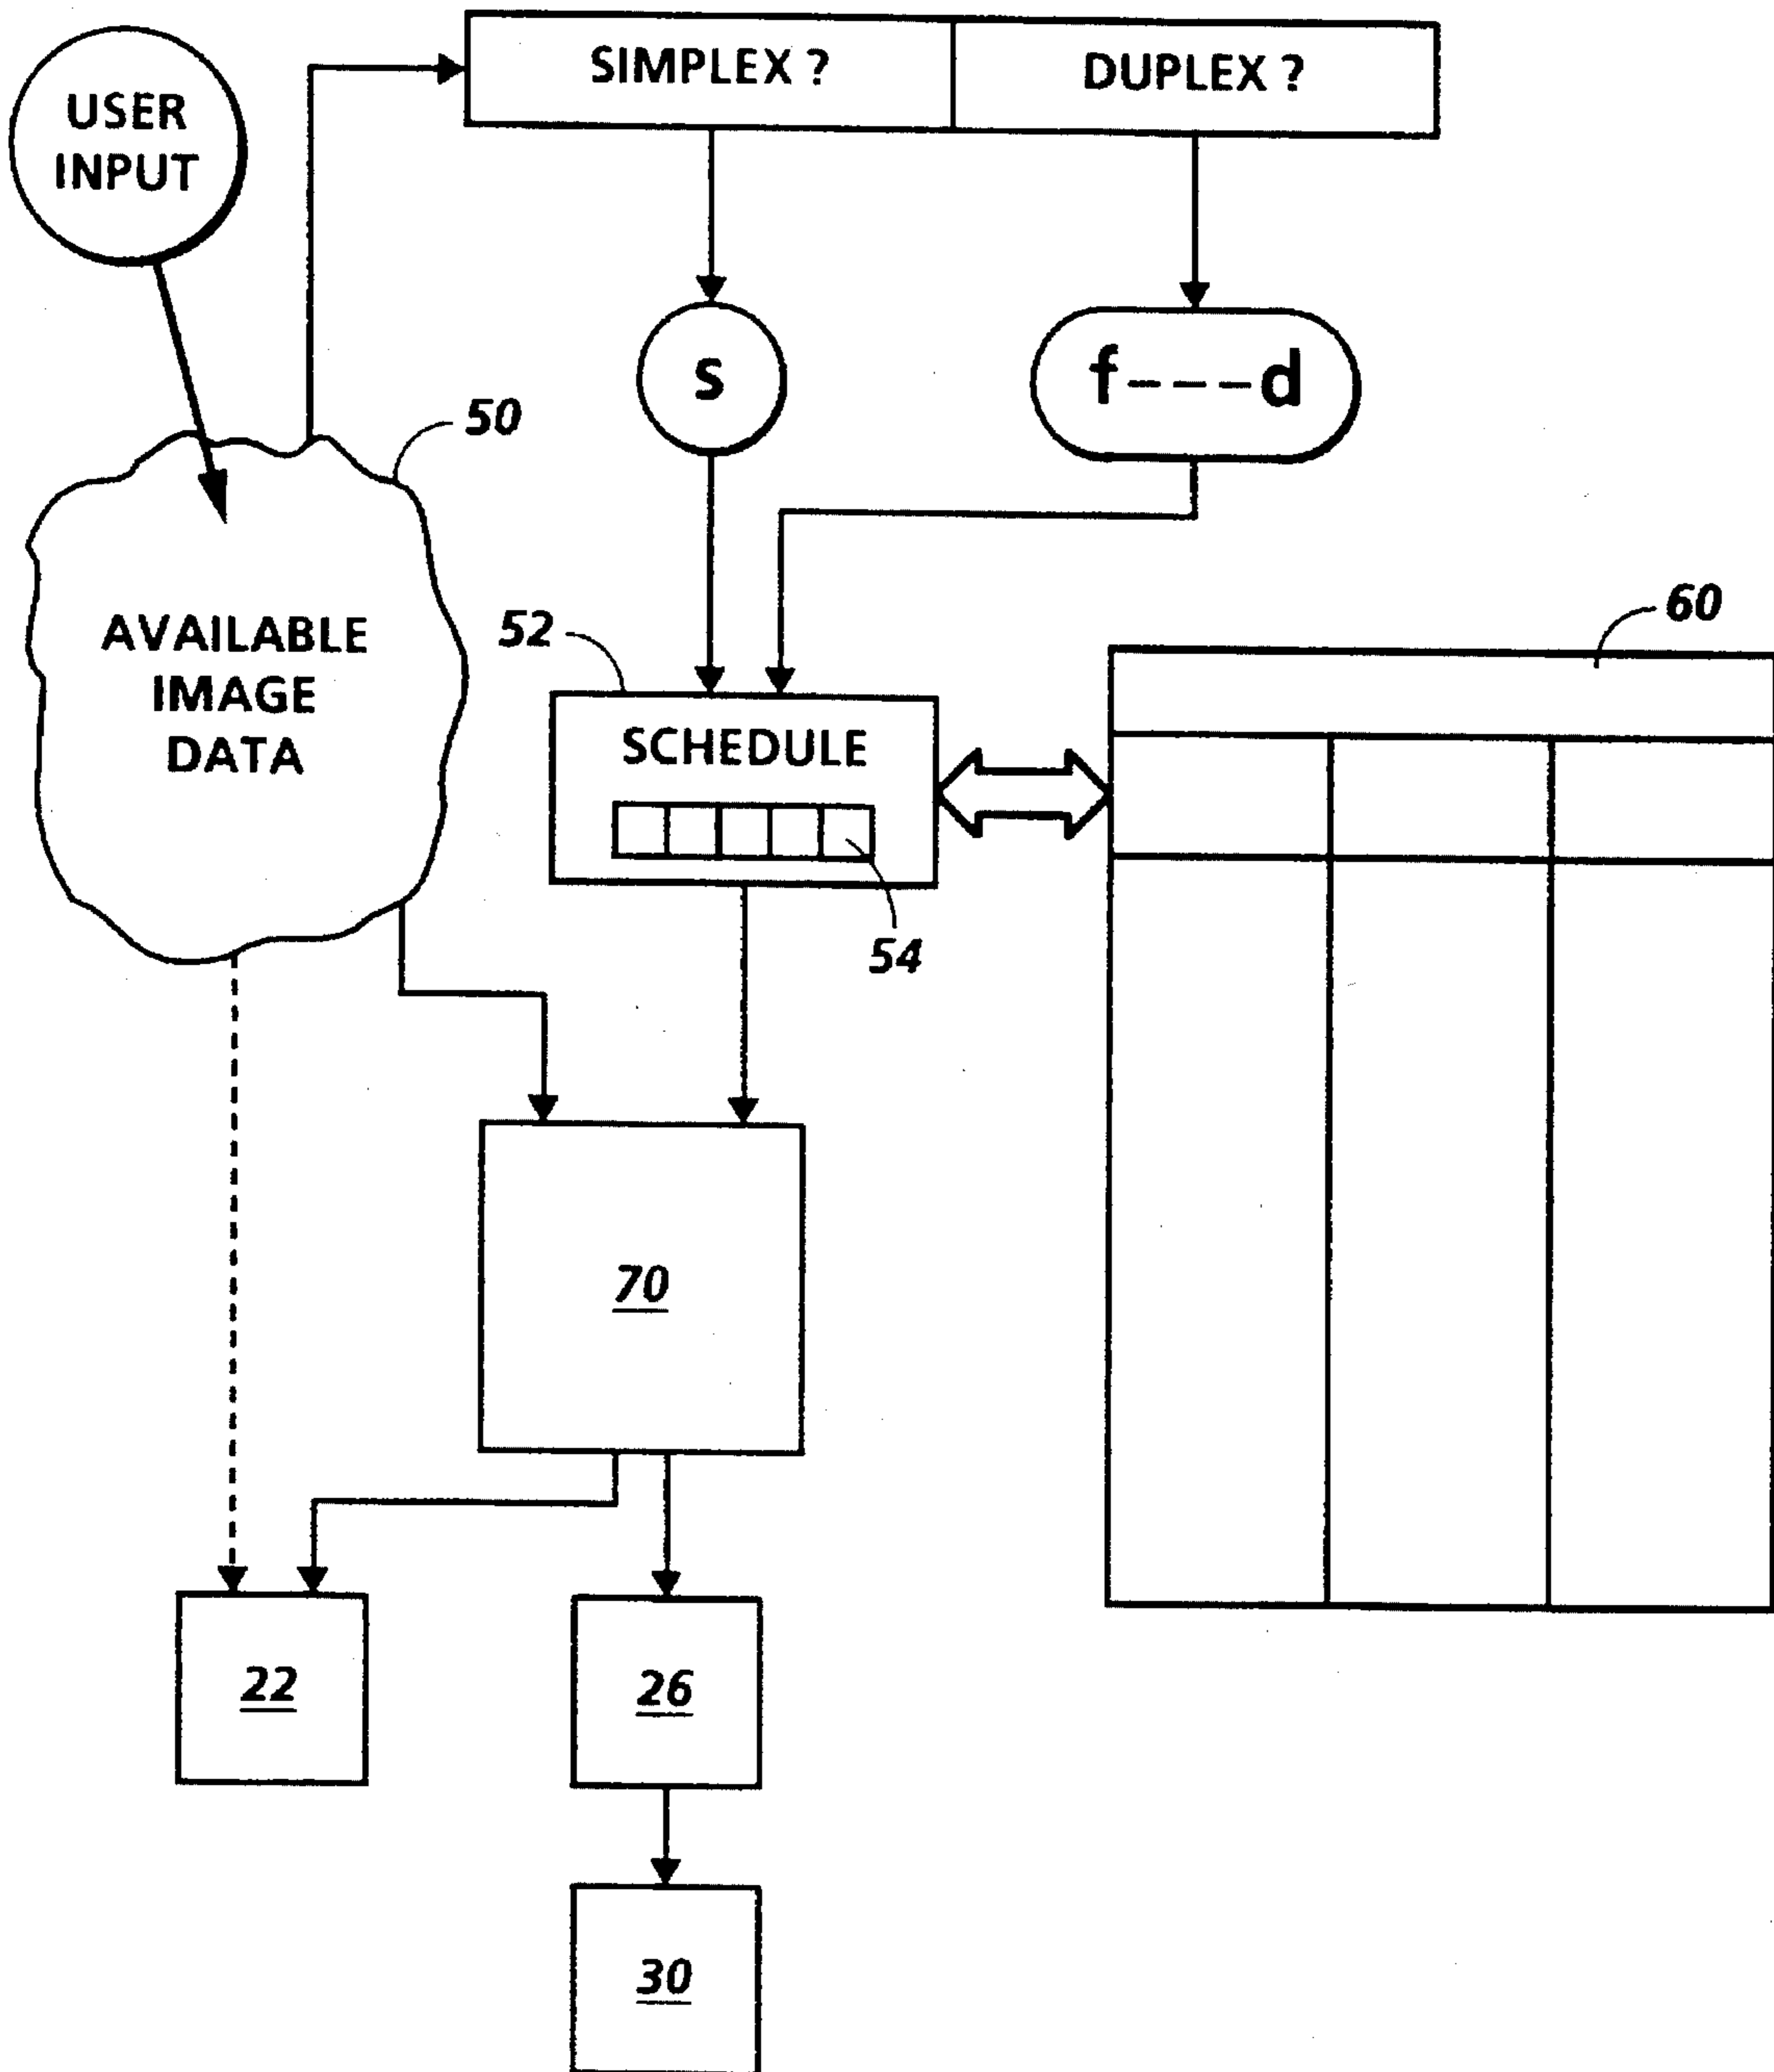 SIMPLEX ?
DUPLEX ?
USER
INPUT
s
f----d
50
AVAILABLE
IMAGE
DATA
52
60
SCHEDULE
54
70
22
26
30